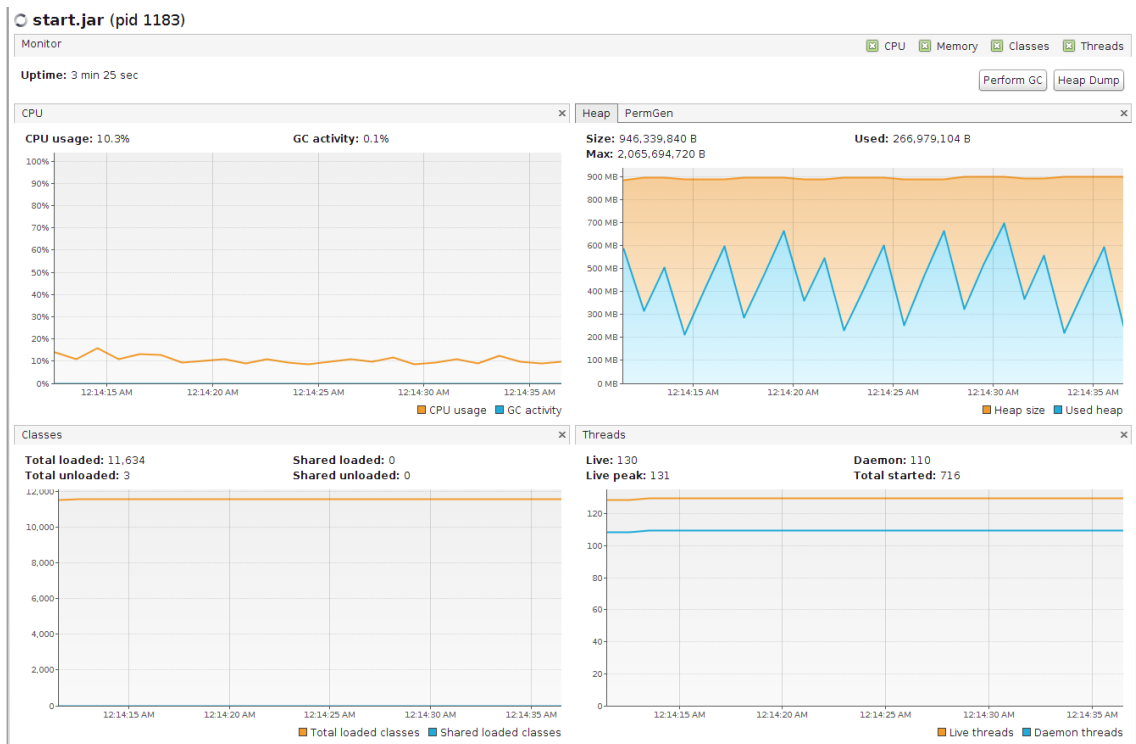 start.jar (pid 1183)
Monitor
CPU Memory Classes Threads
Uptime: 3 min 25 sec
Perform GC Heap Dump
CPU
CPU usage: 10.3% GC activity: 0.1%
100%
90%
80%
70%
60%
50%
40%
30%
20%
10%
0%
12:14:15 AM 12:14:20 AM 12:14:25 AM 12:14:30 AM 12:14:35 AM
CPU usage GC activity
Heap PermGen
Size: 946,339,840 B Used: 266,979,104 B
Max: 2,065,694,720 B
900 MB
800 MB
700 MB
600 MB
500 MB
400 MB
300 MB
200 MB
100 MB
0 MB
12:14:15 AM 12:14:20 AM 12:14:25 AM 12:14:30 AM 12:14:35 AM
Heap size Used heap
Classes
Total loaded: 11,634 Shared loaded: 0
Total unloaded: 3 Shared unloaded: 0
12,000
10,000
8,000
6,000
4,000
2,000
0
12:14:15 AM 12:14:20 AM 12:14:25 AM 12:14:30 AM 12:14:35 AM
Total loaded classes Shared loaded classes
Threads
Live: 130 Daemon: 110
Live peak: 131 Total started: 716
120
100
80
60
40
20
0
12:14:15 AM 12:14:20 AM 12:14:25 AM 12:14:30 AM 12:14:35 AM
Live threads Daemon threads